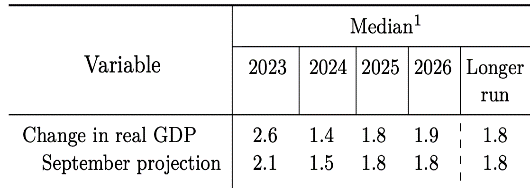 Median¹
Variable 2023 2024 2025 2026 Longer
run
Change in real GDP 2.6 1.4 1.8 1.9 1.8
September projection 2.1 1.5 1.8 1.8 1.8